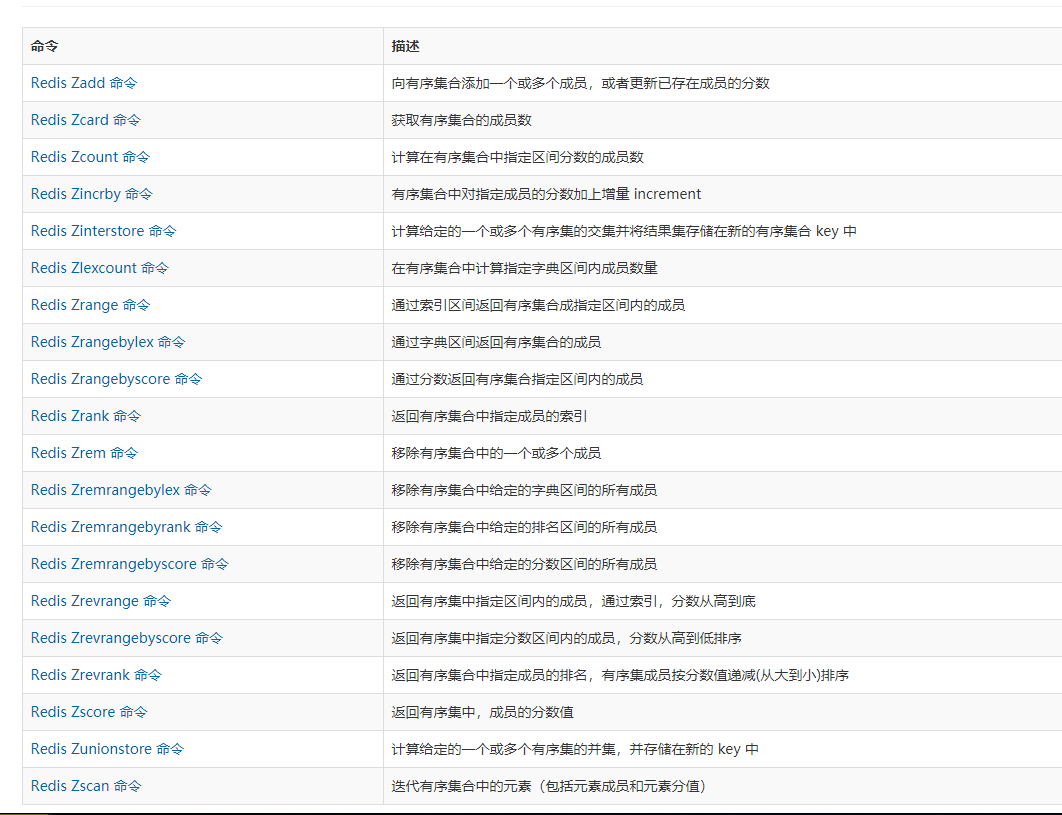 命令 描述
Redis Zadd 命令 向有序集合添加一个或多个成员，或者更新已存在成员的分数
Redis Zcard 命令 获取有序集合的成员数
Redis Zcount 命令 计算在有序集合中指定区间分数的成员数
Redis Zincrby 命令 有序集合中对指定成员的分数加上增量 increment
Redis Zinterstore 命令 计算给定的一个或多个有序集的交集并将结果集存储在新的有序集合 key 中
Redis Zlexcount 命令 在有序集合中计算指定字典区间内成员数量
Redis Zrange 命令 通过索引区间返回有序集合成指定区间内的成员
Redis Zrangebylex 命令 通过字典区间返回有序集合的成员
Redis Zrangebyscore 命令 通过分数返回有序集合指定区间内的成员
Redis Zrank 命令 返回有序集合中指定成员的索引
Redis Zrem 命令 移除有序集合中的一个或多个成员
Redis Zremrangebylex 命令 移除有序集合中给定的字典区间的所有成员
Redis Zremrangebyrank 命令 移除有序集合中给定的排名区间的所有成员
Redis Zremrangebyscore 命令 移除有序集合中给定的分数区间的所有成员
Redis Zrevrange 命令 返回有序集中指定区间内的成员，通过索引，分数从高到底
Redis Zrevrangebyscore 命令 返回有序集中指定分数区间内的成员，分数从高到低排序
Redis Zrevrank 命令 返回有序集合中指定成员的排名，有序集成员按分数值递减(从大到小)排序
Redis Zscore 命令 返回有序集中，成员的分数值
Redis Zunionstore 命令 计算给定的一个或多个有序集的并集，并存储在新的 key 中
Redis Zscan 命令 迭代有序集合中的元素（包括元素成员和元素分值）